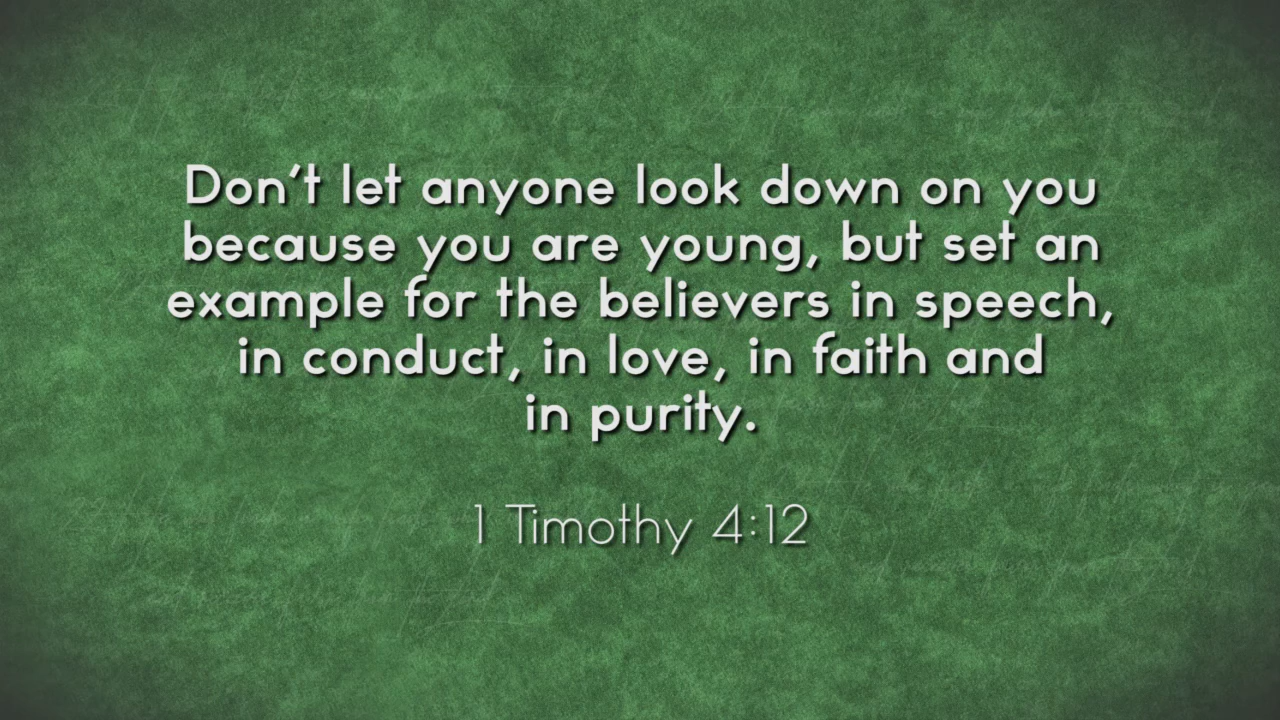 Don't let anyone look down on you
because you are young, but set an
example for the believers in speech,
in conduct, in love, in faith and
in purity.
1 Timothy 4:12